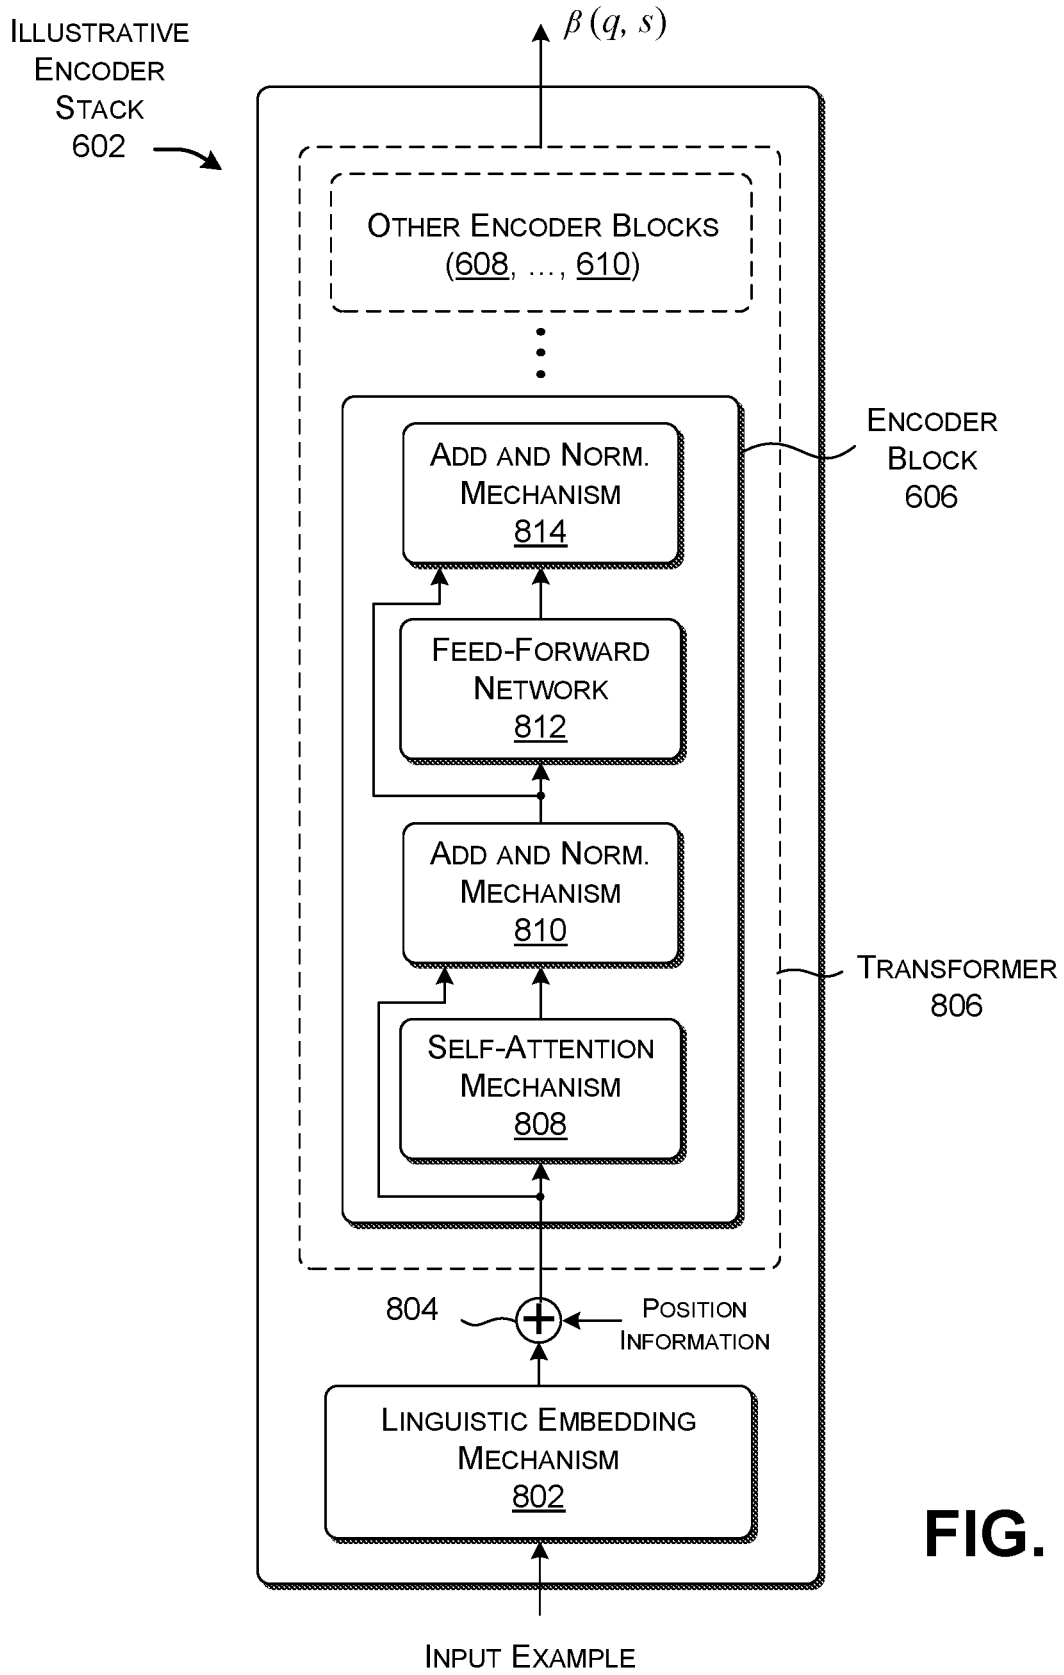 β (q, s)
ILLUSTRATIVE
ENCODER
STACK
602
OTHER ENCODER BLOCKS
(608, …, 610)
ADD AND NORM.
MECHANISM
814
ENCODER
BLOCK
606
FEED-FORWARD
NETWORK
812
ADD AND NORM.
MECHANISM
810
TRANSFORMER
806
SELF-ATTENTION
MECHANISM
808
804
+
POSITION
INFORMATION
LINGUISTIC EMBEDDING
MECHANISM
802
FIG.
INPUT EXAMPLE